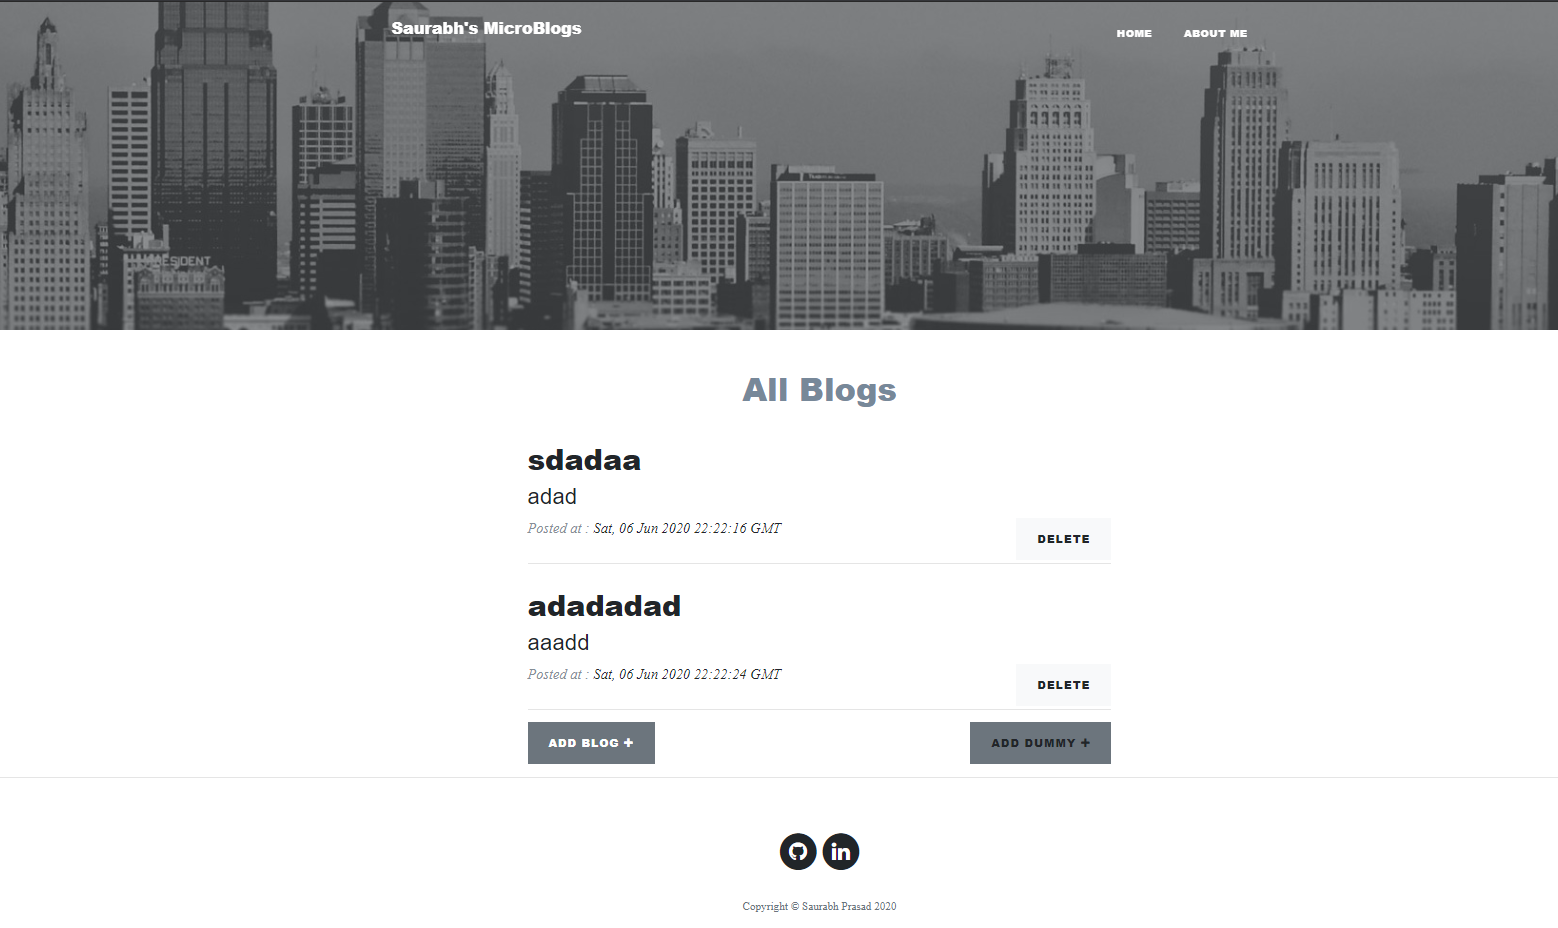 Saurabh's MicroBlogs
HOME ABOUT ME
ESIDENT
All Blogs
sdadaa
adad
Posted at : Sat, 06 Jun 2020 22:22:16 GMT
DELETE
adadadad
aaadd
Posted at : Sat, 06 Jun 2020 22:22:24 GMT
DELETE
ADD BLOG +
ADD DUMMY +
in
Copyright © Saurabh Prasad 2020